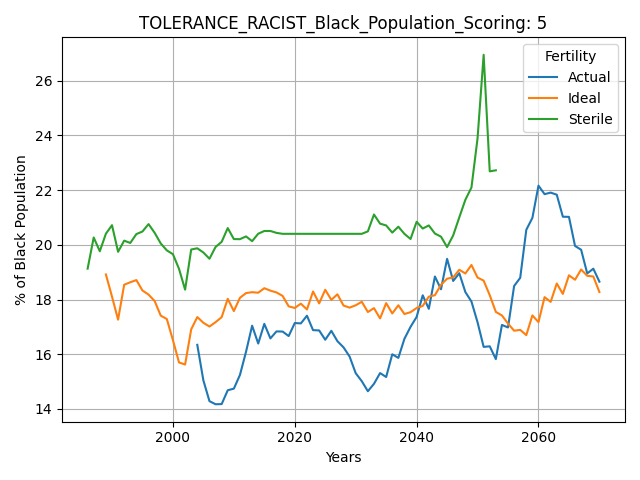 TOLERANCE_RACIST_Black_Population_Scoring: 5
Fertility
Actual
Ideal
Sterile
% of Black Population
26
24
22
20
18
16
14
2000
2020
2040
2060
Years